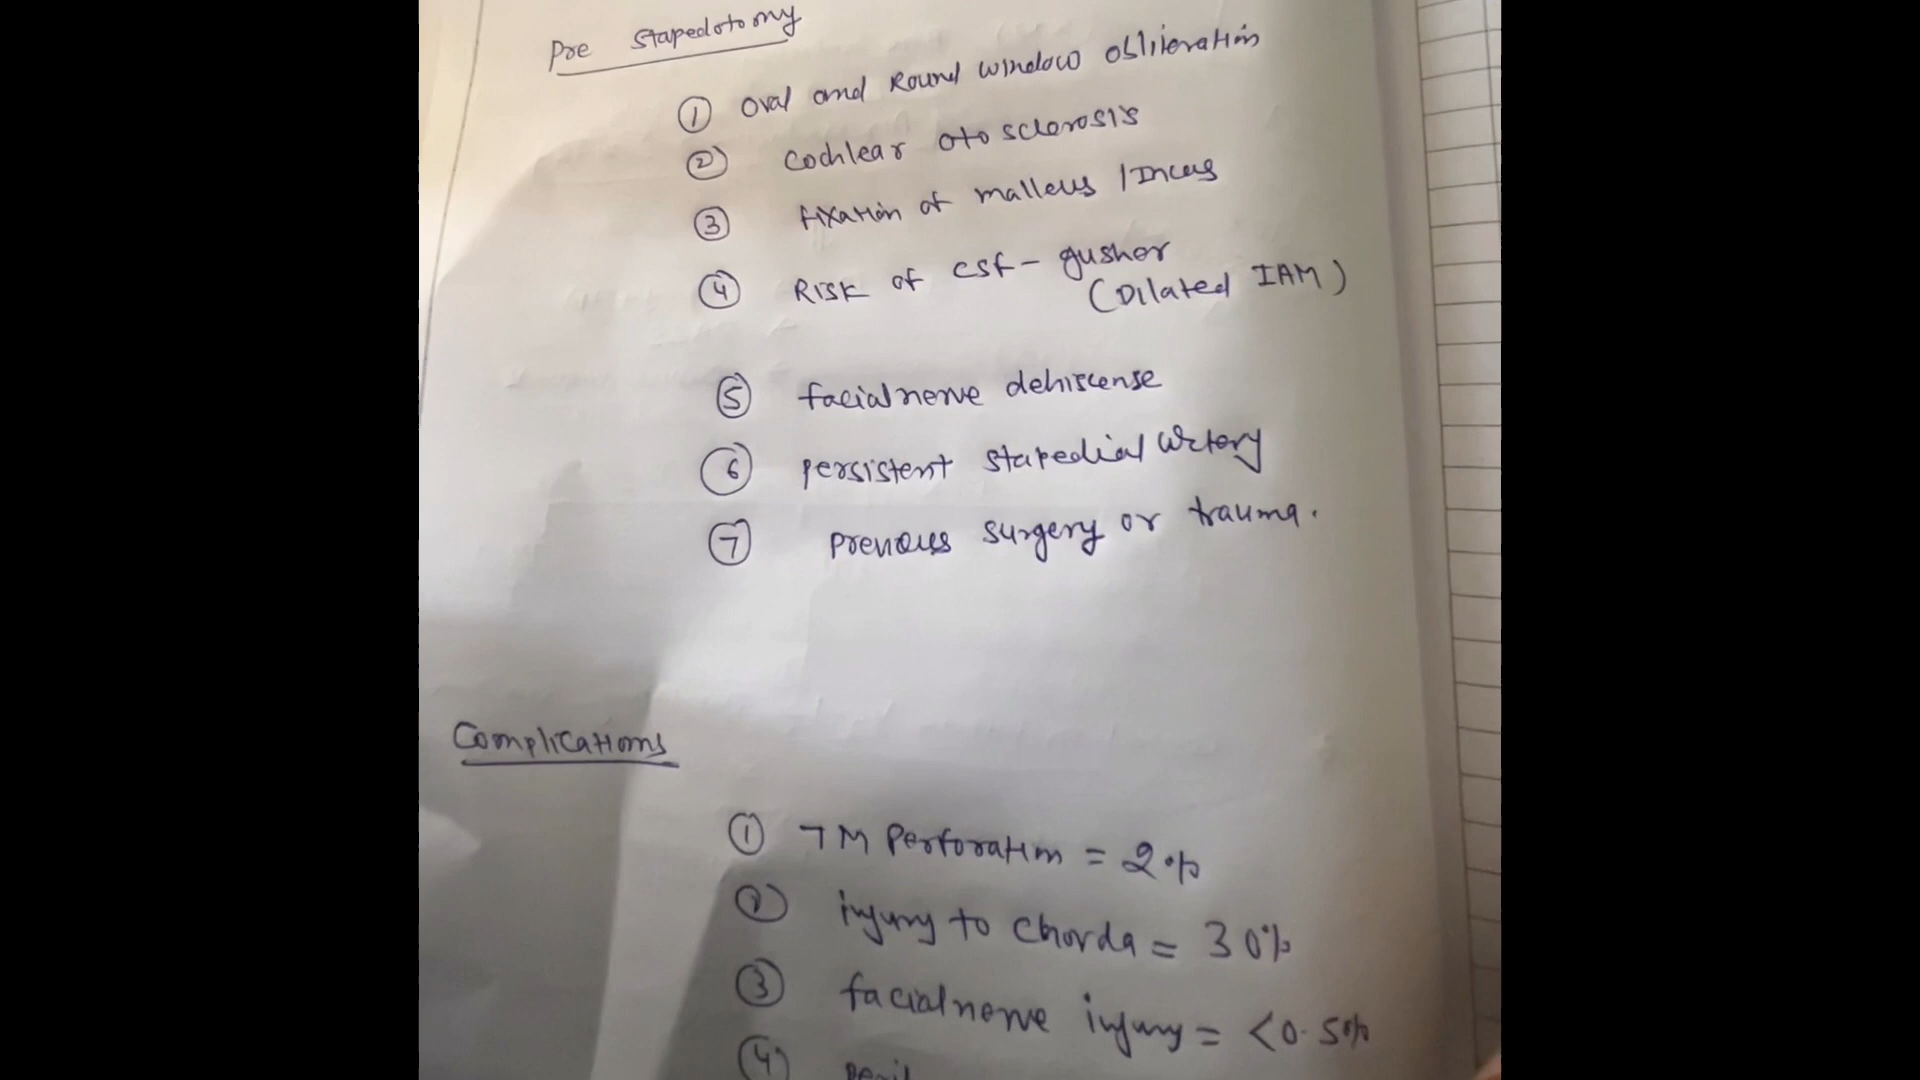 Pre Stapedotomy
① Oval and Round window obliteration
② Cochlear otosclerosis
③ fixation of malleus / Incus
④ Risk of csf - gusher
(Dilated IAM)
⑤ facial nerve dehiscense
⑥ persistent stapedial artery
⑦ previous surgery or trauma.
Complications
① TM Perforation = 2%
② injury to chorda = 30%
③ facial nerve injury = <0.5%
④